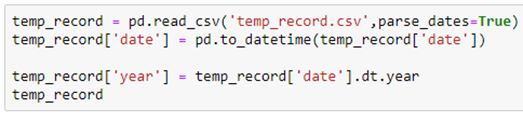 temp_record = pd.read_csv('temp_record.csv',parse_dates=True)
temp_record['date'] = pd.to_datetime(temp_record['date'])
temp_record['year'] = temp_record['date'].dt.year
temp_record